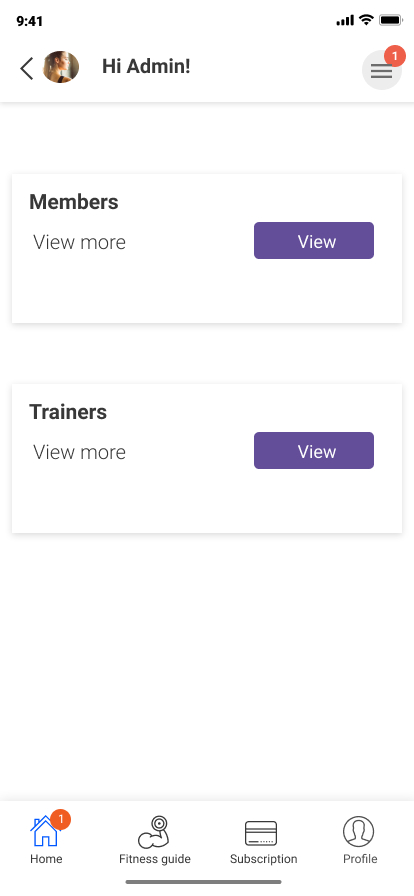 9:41
Hi Admin!
1
Members
View more
View
Trainers
View more
View
1
Home
Fitness guide
Subscription
Profile